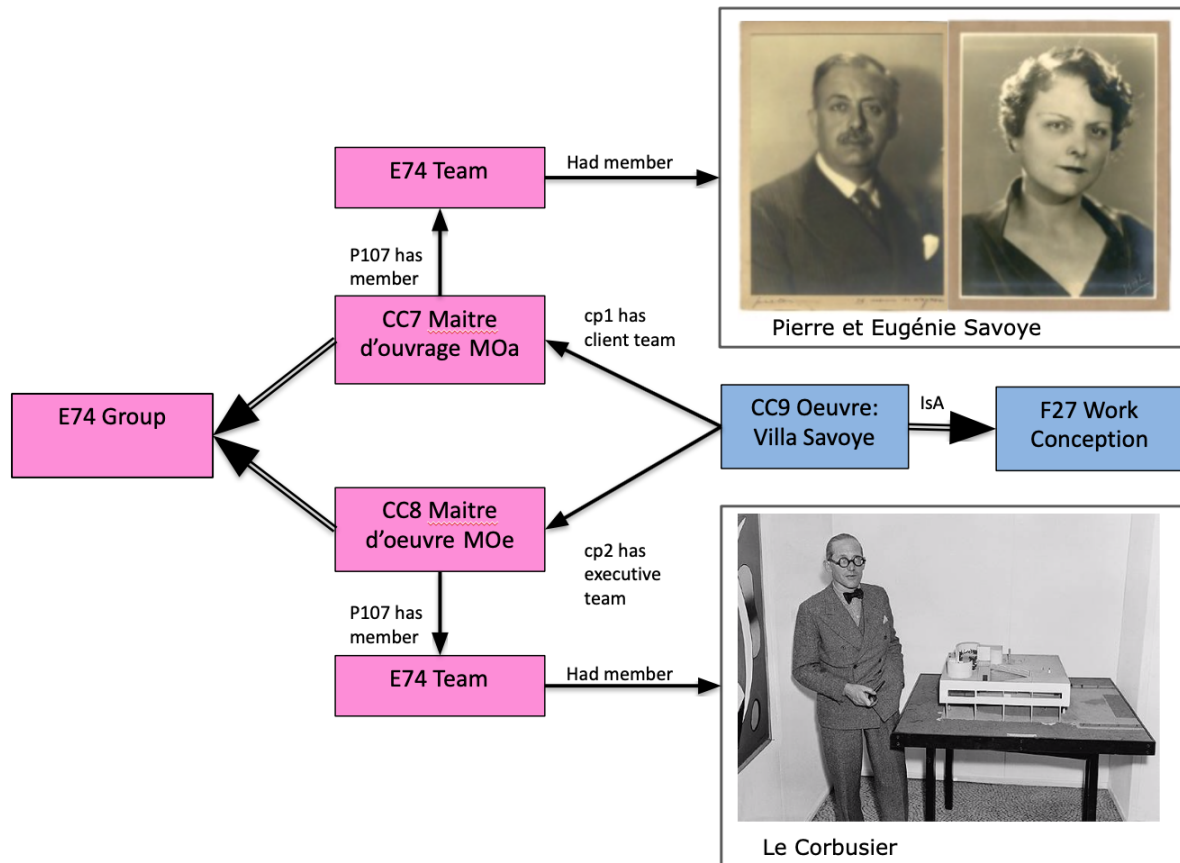 E74 Team
Had member
P107 has
member
CC7 Maitre
d'ouvrage MOa
cp1 has
client team
Pierre et Eugénie Savoye
E74 Group
CC9 Oeuvre:
Villa Savoye
IsA
F27 Work
Conception
CC8 Maitre
d'oeuvre MOe
cp2 has
executive
team
P107 has
member
E74 Team
Had member
Le Corbusier